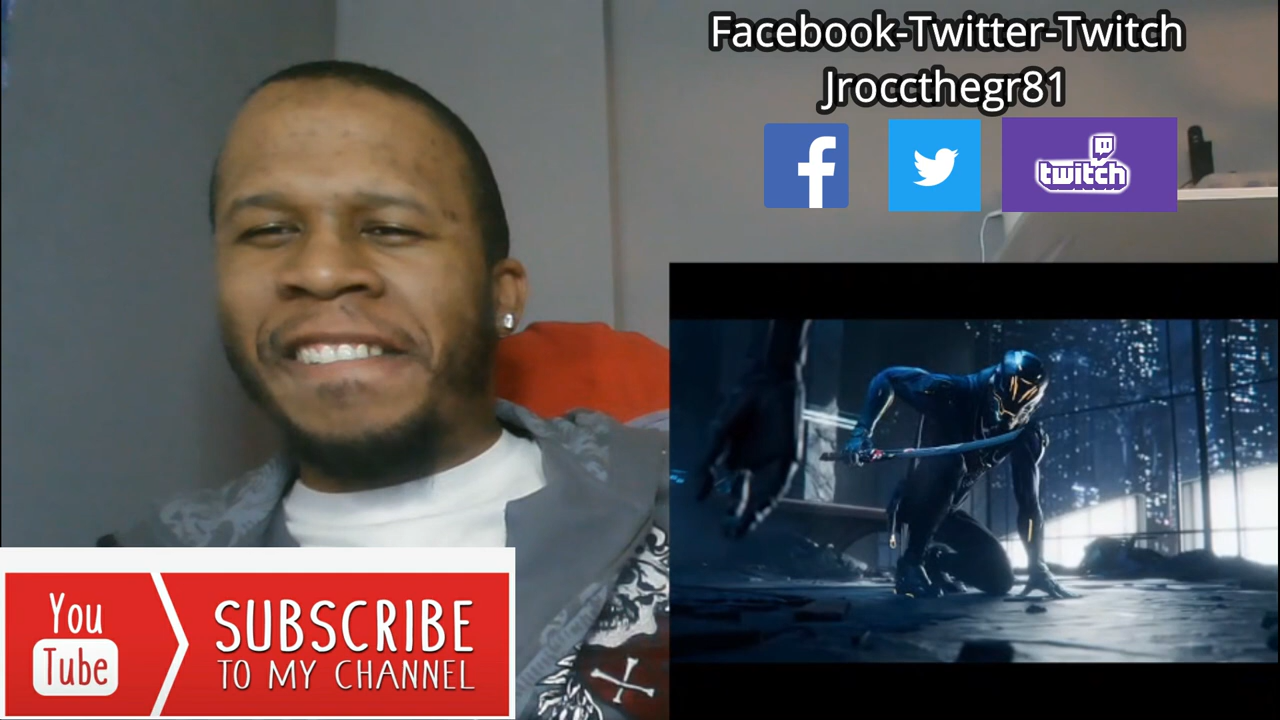 Facebook-Twitter-Twitch
Jroccthegr81
f
twitch
You
Tube
SUBSCRIBE
TO MY CHANNEL